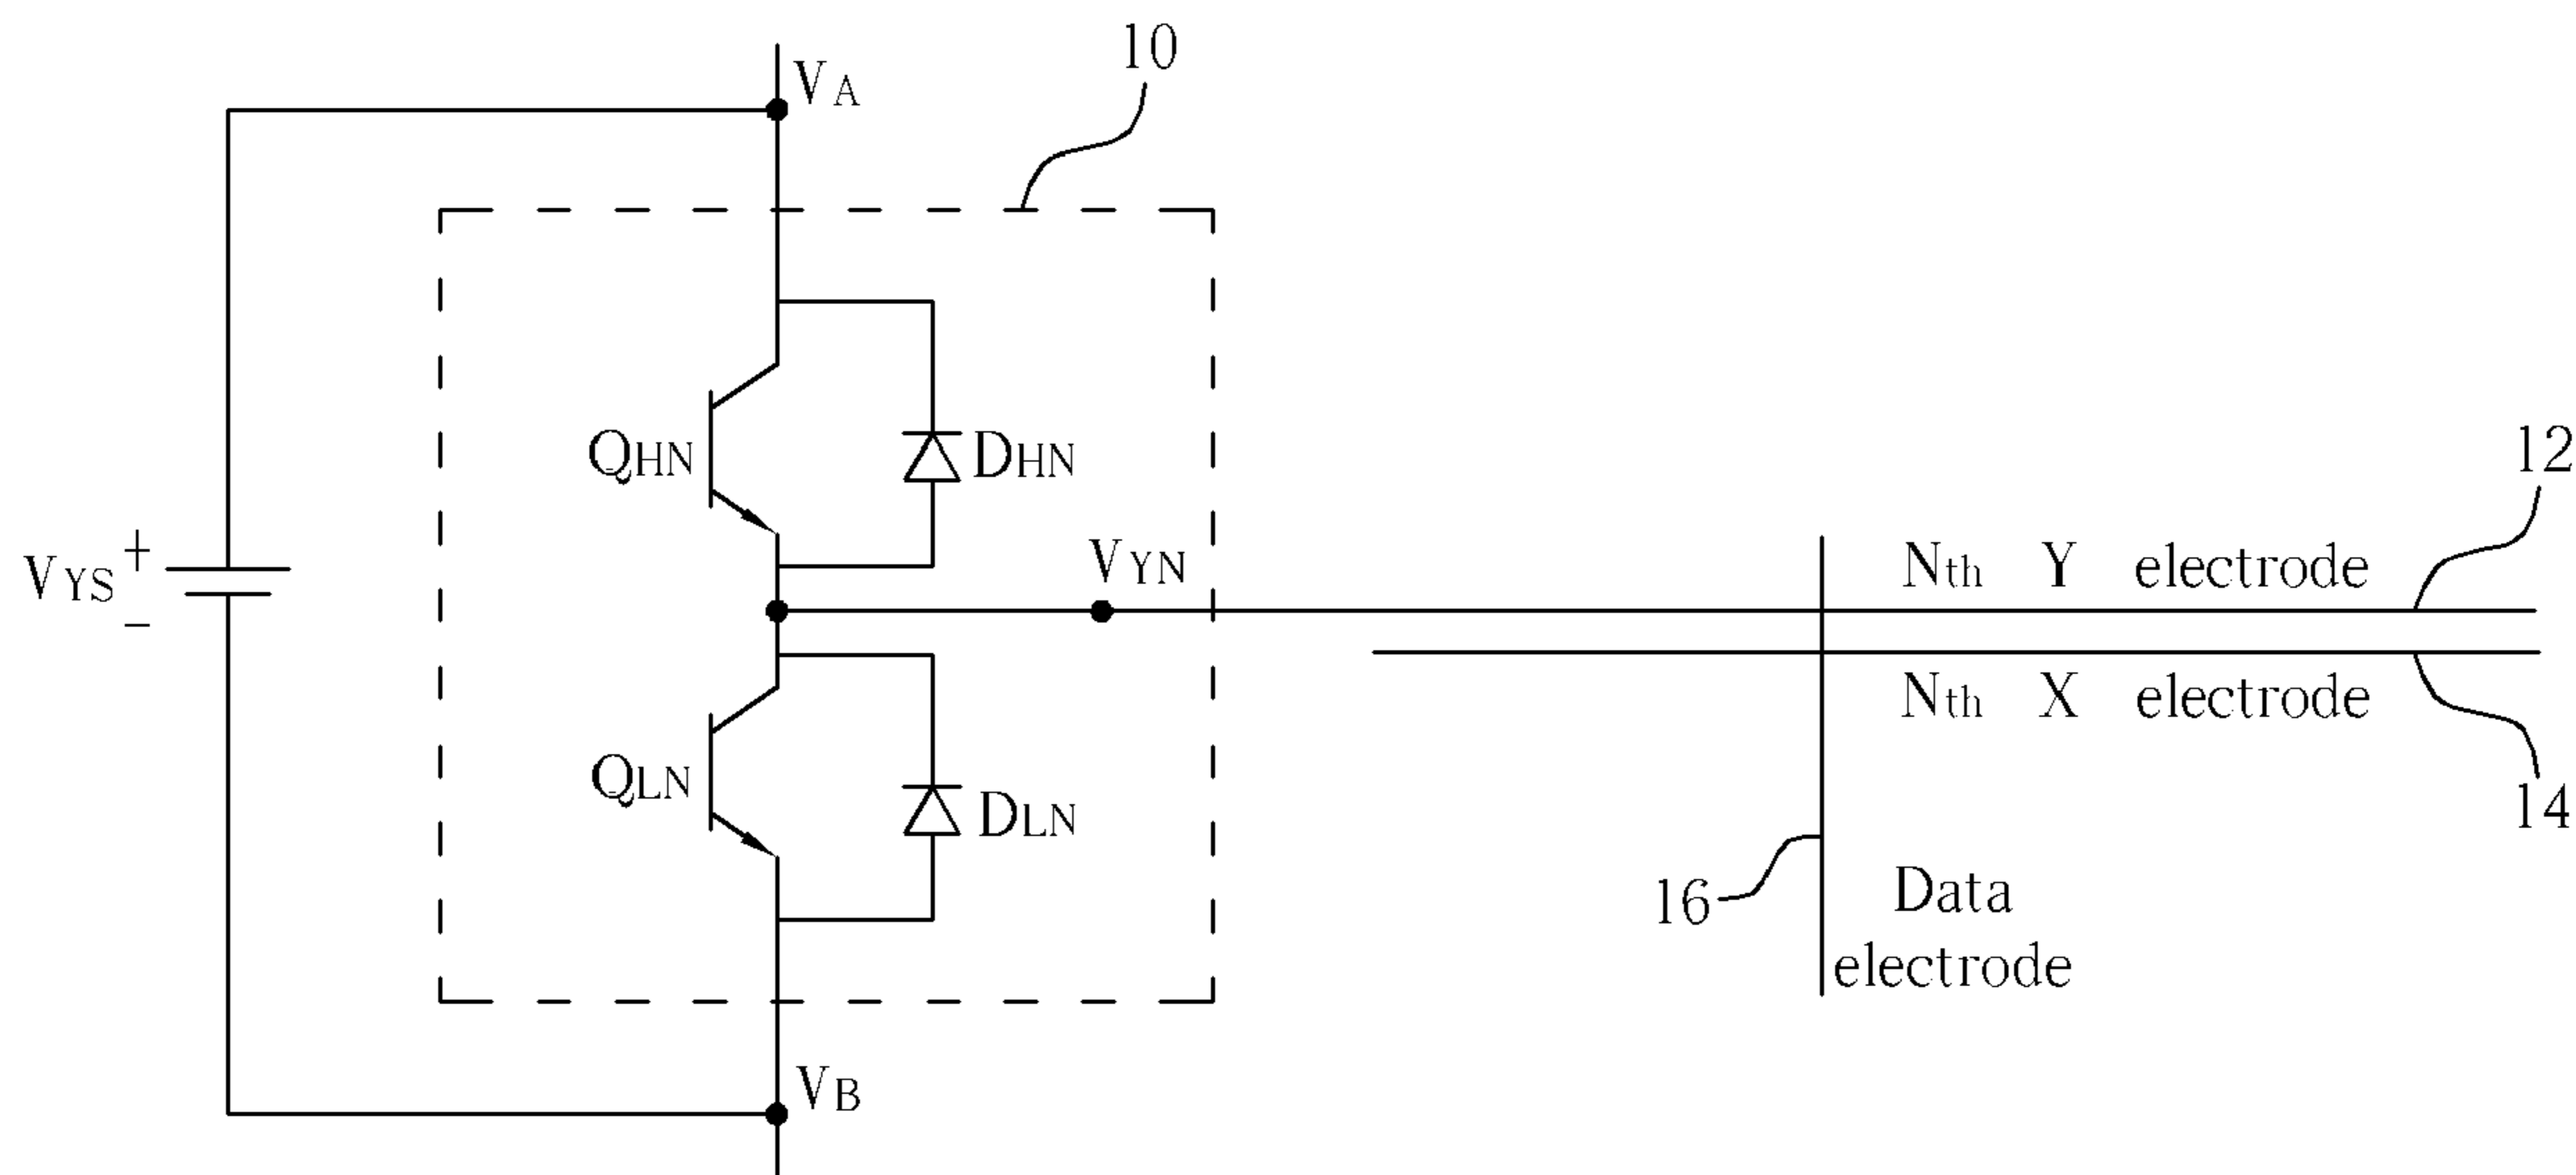 10
VA
QHN
DHN
12
VYS
+
-
VYN
Nth Y electrode
Nth X electrode
QLN
DLN
14
16
Data
electrode
VB